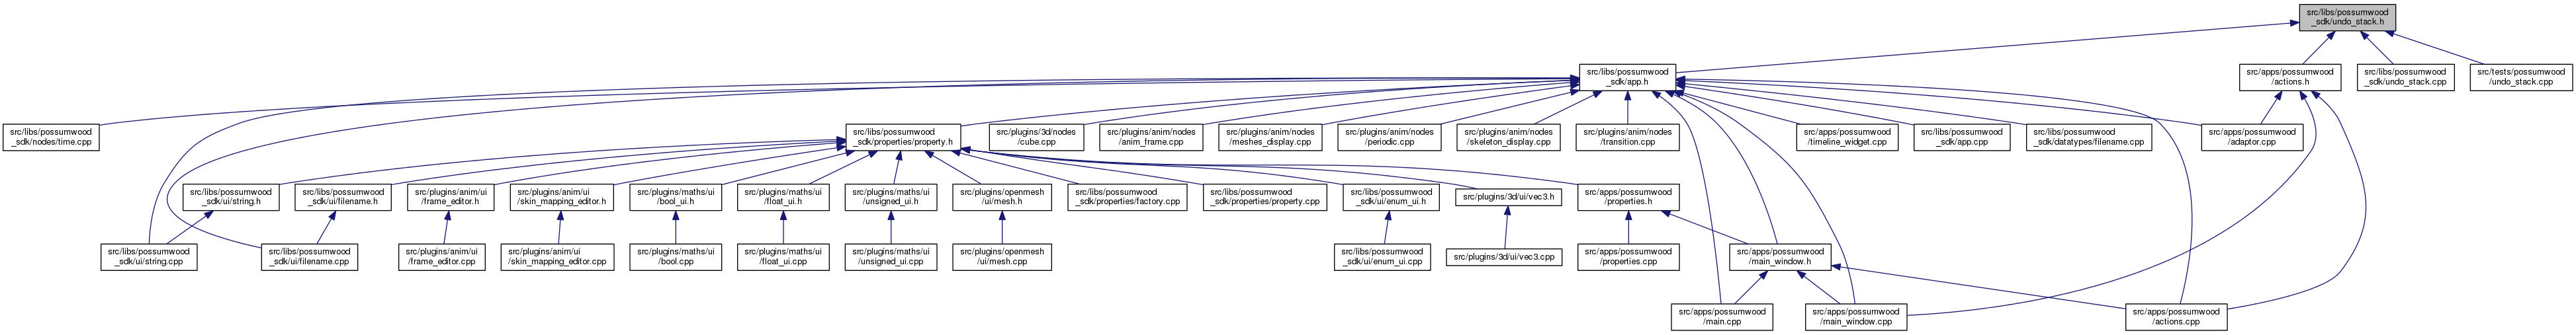 src/libs/possumwood
_sdk/undo_stack.h
src/libs/possumwood
_sdk/app.h
src/apps/possumwood
/actions.h
src/libs/possumwood
_sdk/undo_stack.cpp
src/tests/possumwood
/undo_stack.cpp
src/libs/possumwood
_sdk/nodes/time.cpp
src/libs/possumwood
_sdk/properties/property.h
src/plugins/3d/nodes
/cube.cpp
src/plugins/anim/nodes
/anim_frame.cpp
src/plugins/anim/nodes
/meshes_display.cpp
src/plugins/anim/nodes
/periodic.cpp
src/plugins/anim/nodes
/skeleton_display.cpp
src/plugins/anim/nodes
/transition.cpp
src/apps/possumwood
/timeline_widget.cpp
src/libs/possumwood
_sdk/app.cpp
src/libs/possumwood
_sdk/datatypes/filename.cpp
src/apps/possumwood
/adaptor.cpp
src/libs/possumwood
_sdk/ui/string.h
src/libs/possumwood
_sdk/ui/filename.h
src/plugins/anim/ui
/frame_editor.h
src/plugins/anim/ui
/skin_mapping_editor.h
src/plugins/maths/ui
/bool_ui.h
src/plugins/maths/ui
/float_ui.h
src/plugins/maths/ui
/unsigned_ui.h
src/plugins/openmesh
/ui/mesh.h
src/libs/possumwood
_sdk/properties/factory.cpp
src/libs/possumwood
_sdk/properties/property.cpp
src/libs/possumwood
_sdk/ui/enum_ui.h
src/plugins/3d/ui/vec3.h
src/apps/possumwood
/properties.h
src/libs/possumwood
_sdk/ui/string.cpp
src/libs/possumwood
_sdk/ui/filename.cpp
src/plugins/anim/ui
/frame_editor.cpp
src/plugins/anim/ui
/skin_mapping_editor.cpp
src/plugins/maths/ui
/bool.cpp
src/plugins/maths/ui
/float_ui.cpp
src/plugins/maths/ui
/unsigned_ui.cpp
src/plugins/openmesh
/ui/mesh.cpp
src/libs/possumwood
_sdk/ui/enum_ui.cpp
src/plugins/3d/ui/vec3.cpp
src/apps/possumwood
/properties.cpp
src/apps/possumwood
/main_window.h
src/apps/possumwood
/main.cpp
src/apps/possumwood
/main_window.cpp
src/apps/possumwood
/actions.cpp